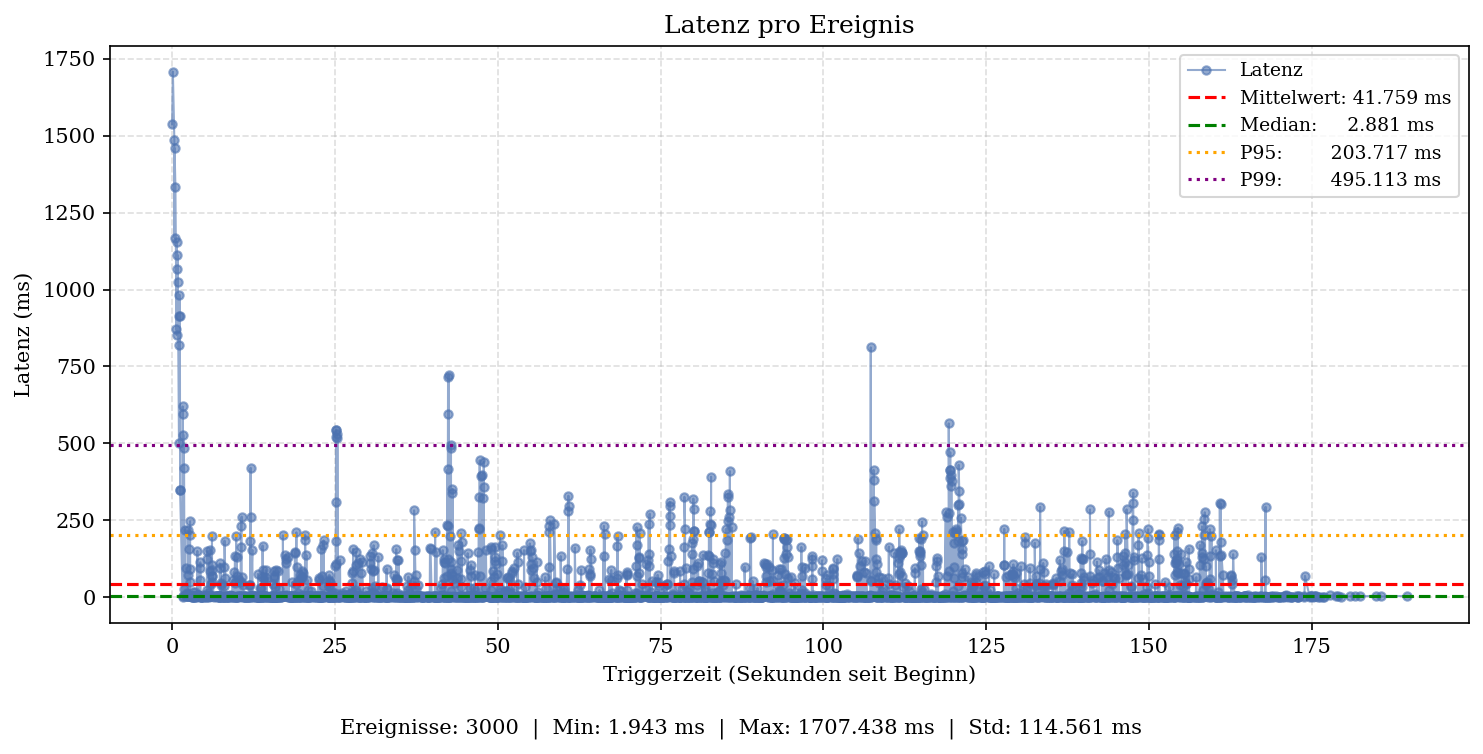 Latenz pro Ereignis
1750
1500
1250
1000
750
500
250
0
Latenz (ms)
Latenz
Mittelwert: 41.759 ms
Median: 2.881 ms
P95: 203.717 ms
P99: 495.113 ms
0 25 50 75 100 125 150 175
Triggerzeit (Sekunden seit Beginn)
Ereignisse: 3000 | Min: 1.943 ms | Max: 1707.438 ms | Std: 114.561 ms